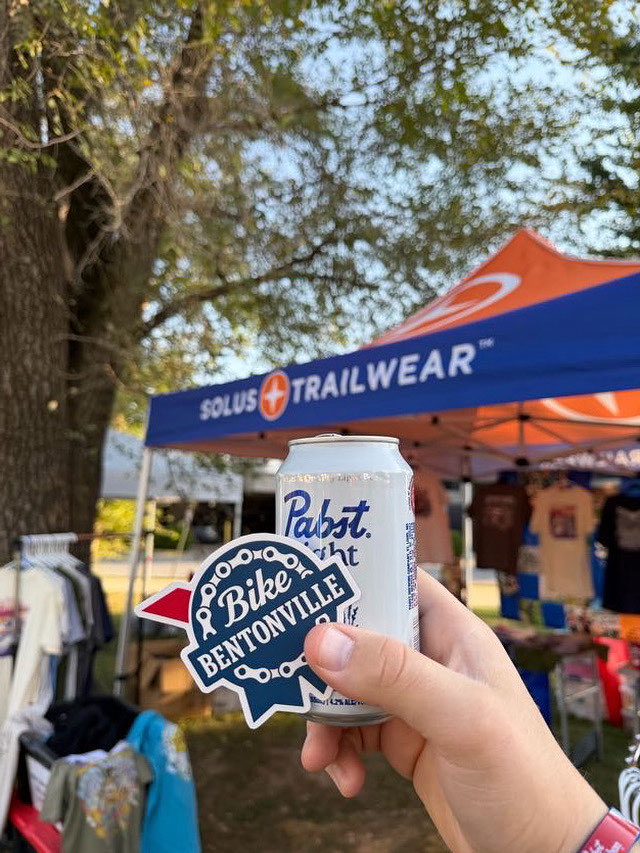 SOLUS TRAILWEAR™
Pabst.
Bike
BENTONVILLE